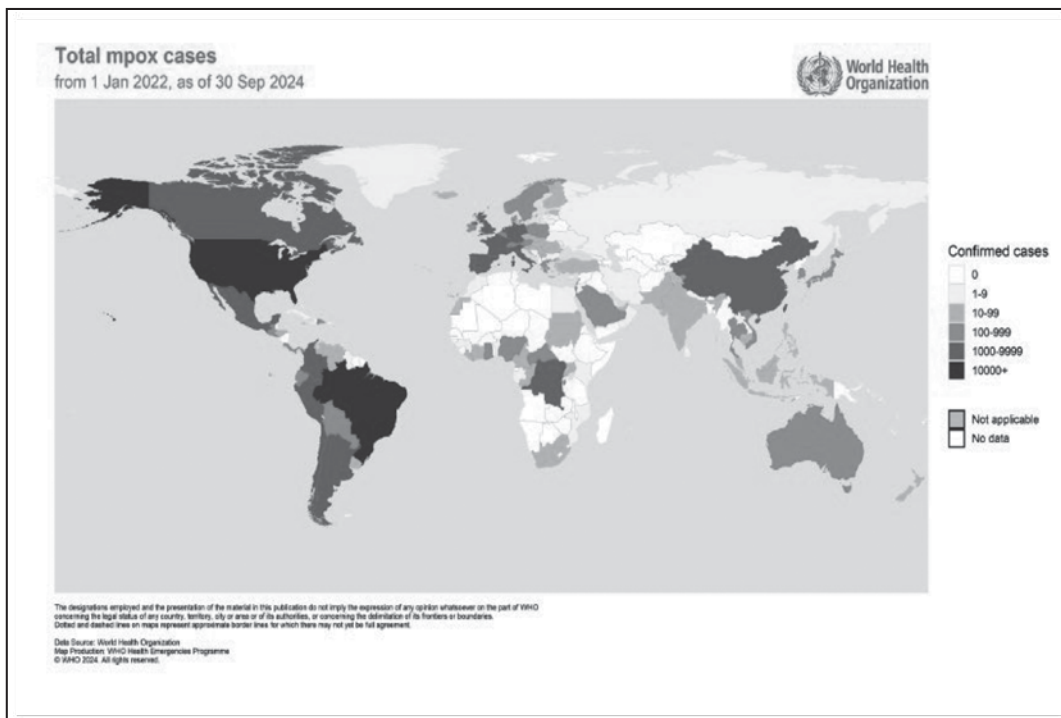 Total mpox cases
from 1 Jan 2022, as of 30 Sep 2024
World Health
Organization
Confirmed cases
0
1-9
10-99
100-999
1000-9999
10000+
Not applicable
No data
The designations employed and the presentation of the material in this publication do not imply the expression of any opinion whatsoever on the part of WHO
concerning the legal status of any country, territory, city or area or of its authorities, or concerning the delimitation of its frontiers or boundaries.
Dotted and dashed lines on maps represent approximate border lines for which there may not yet be full agreement.
Data Source: World Health Organization
Map Production: WHO Health Emergencies Programme
© WHO 2024. All rights reserved.